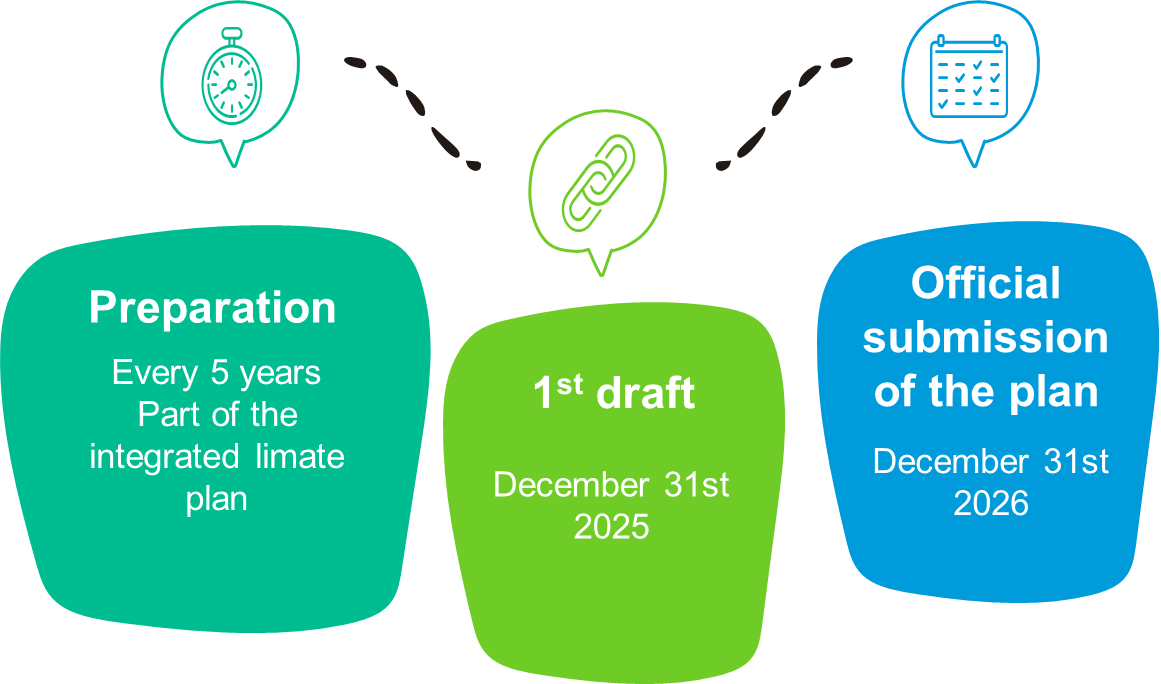 Preparation
Every 5 years
Part of the
integrated limate
plan
1st draft
December 31st
2025
Official
submission
of the plan
December 31st
2026